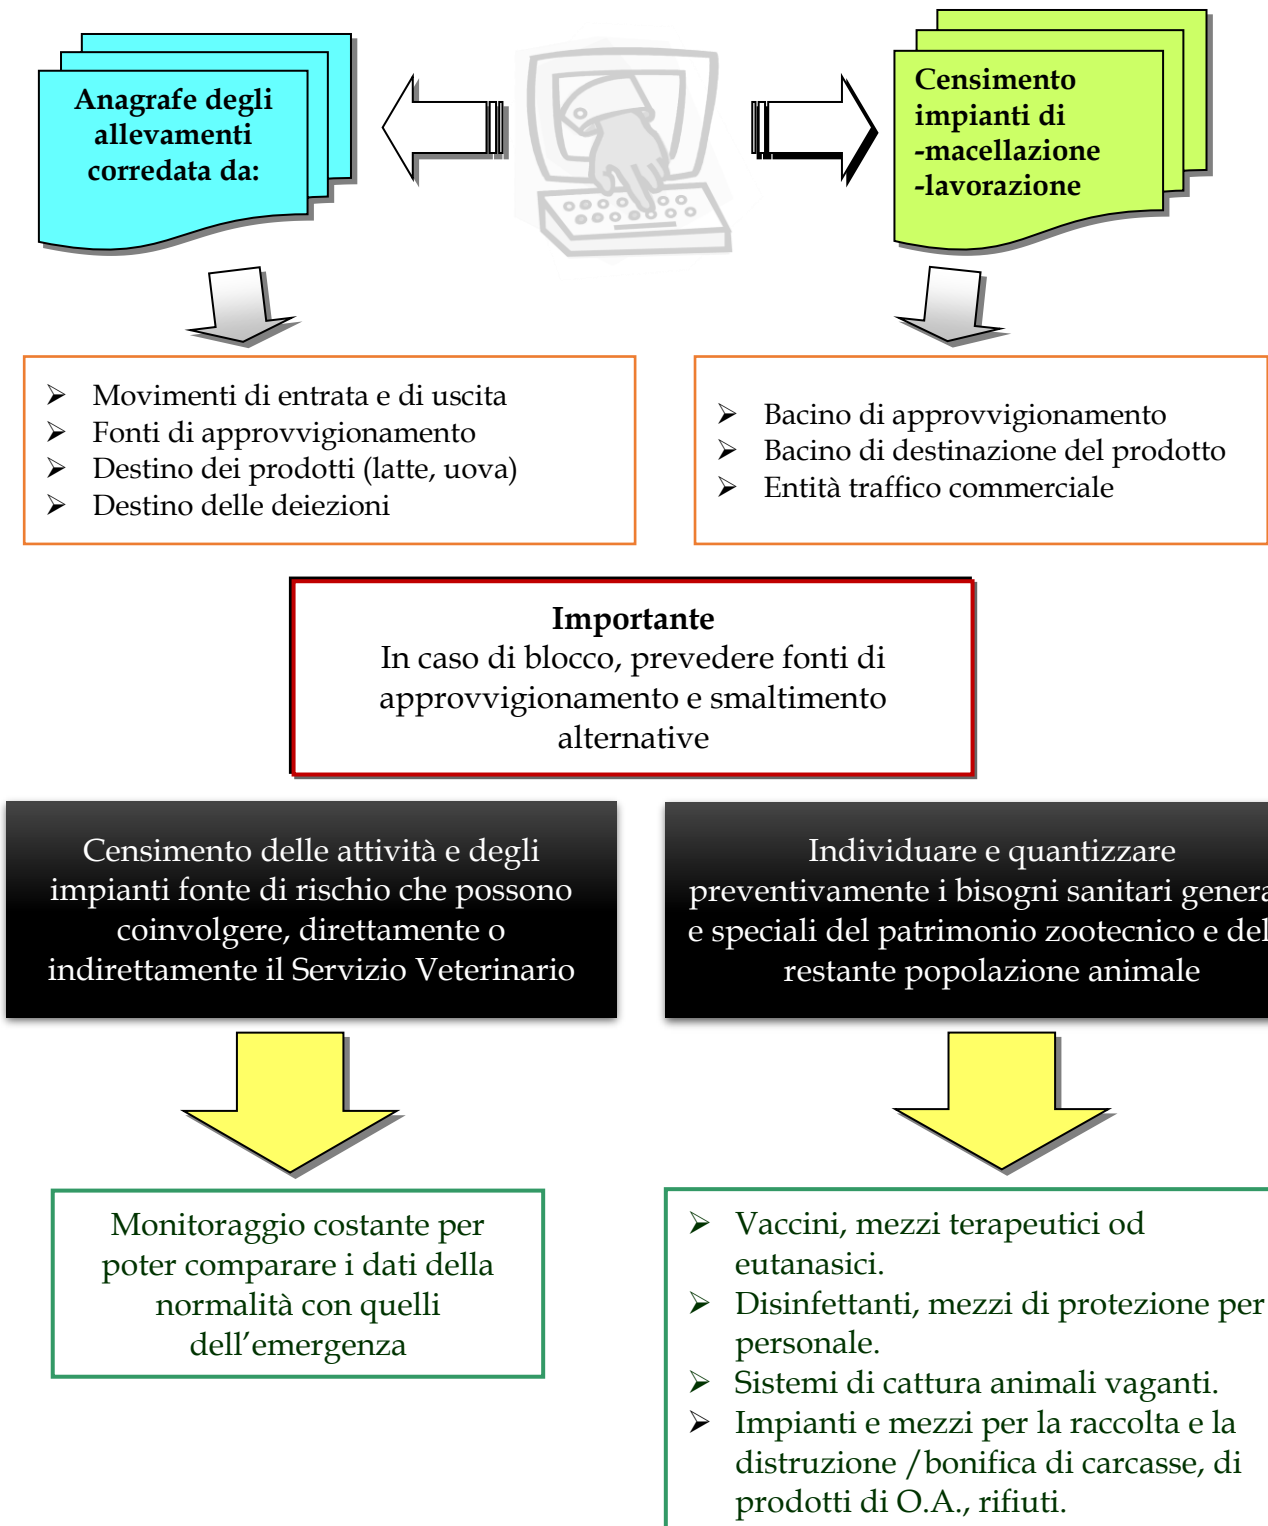 Anagrafe degli
allevamenti
corredata da:
Censimento
impianti di
-macellazione
-lavorazione
➢ Movimenti di entrata e di uscita
➢ Fonti di approvvigionamento
➢ Destino dei prodotti (latte, uova)
➢ Destino delle deiezioni
➢ Bacino di approvvigionamento
➢ Bacino di destinazione del prodotto
➢ Entità traffico commerciale
Importante
In caso di blocco, prevedere fonti di
approvvigionamento e smaltimento
alternative
Censimento delle attività e degli
impianti fonte di rischio che possono
coinvolgere, direttamente o
indirettamente il Servizio Veterinario
Individuare e quantizzare
preventivamente i bisogni sanitari genera
e speciali del patrimonio zootecnico e del
restante popolazione animale
Monitoraggio costante per
poter comparare i dati della
normalità con quelli
dell’emergenza
➢ Vaccini, mezzi terapeutici od
eutanasici.
➢ Disinfettanti, mezzi di protezione per
personale.
➢ Sistemi di cattura animali vaganti.
➢ Impianti e mezzi per la raccolta e la
distruzione /bonifica di carcasse, di
prodotti di O.A., rifiuti.